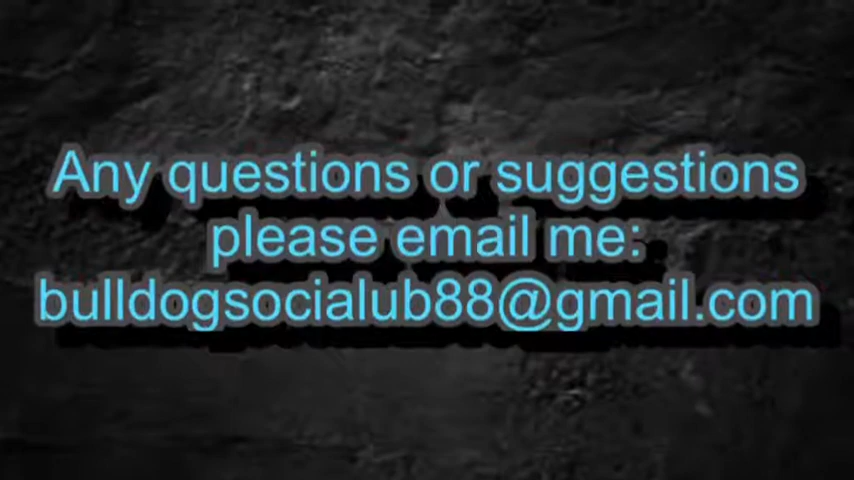 Any questions or suggestions
please email me:
bulldogsocialub88@gmail.com